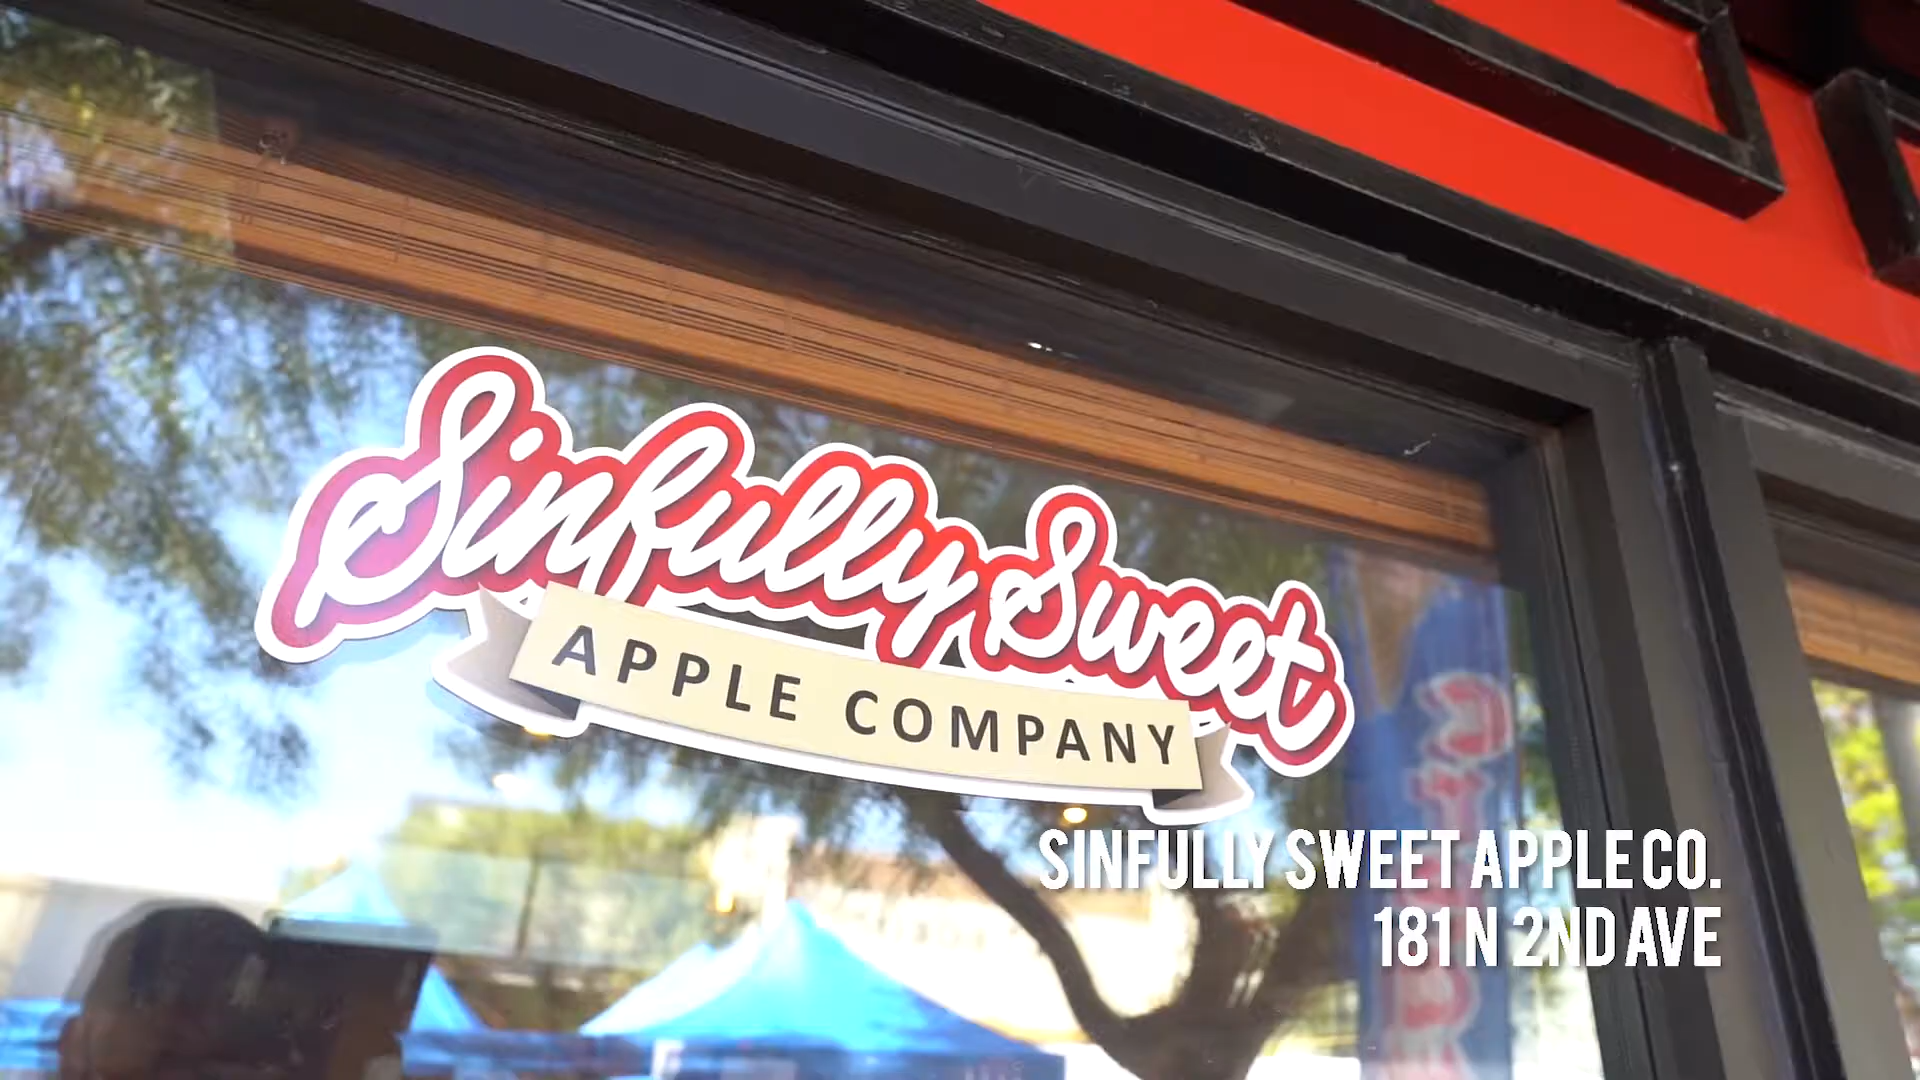 Sinfully Sweet
APPLE COMPANY
SINFULLY SWEET APPLE CO.
181 N 2ND AVE